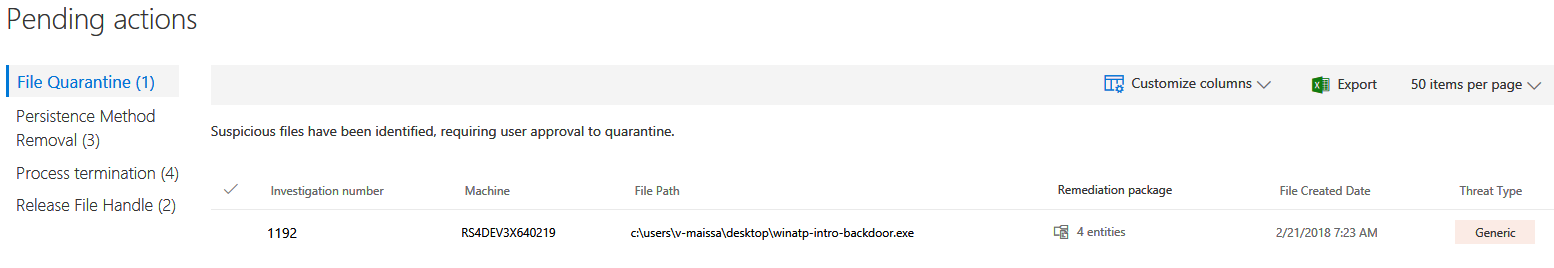 Pending actions
File Quarantine (1)
Persistence Method
Removal (3)
Process termination (4)
Release File Handle (2)
Customize columns Export 50 items per page
Suspicious files have been identified, requiring user approval to quarantine.
Investigation number Machine File Path Remediation package File Created Date Threat Type
1192 RS4DEV3X640219 c:\users\v-maissa\desktop\winatp-intro-backdoor.exe 4 entities 2/21/2018 7:23 AM Generic